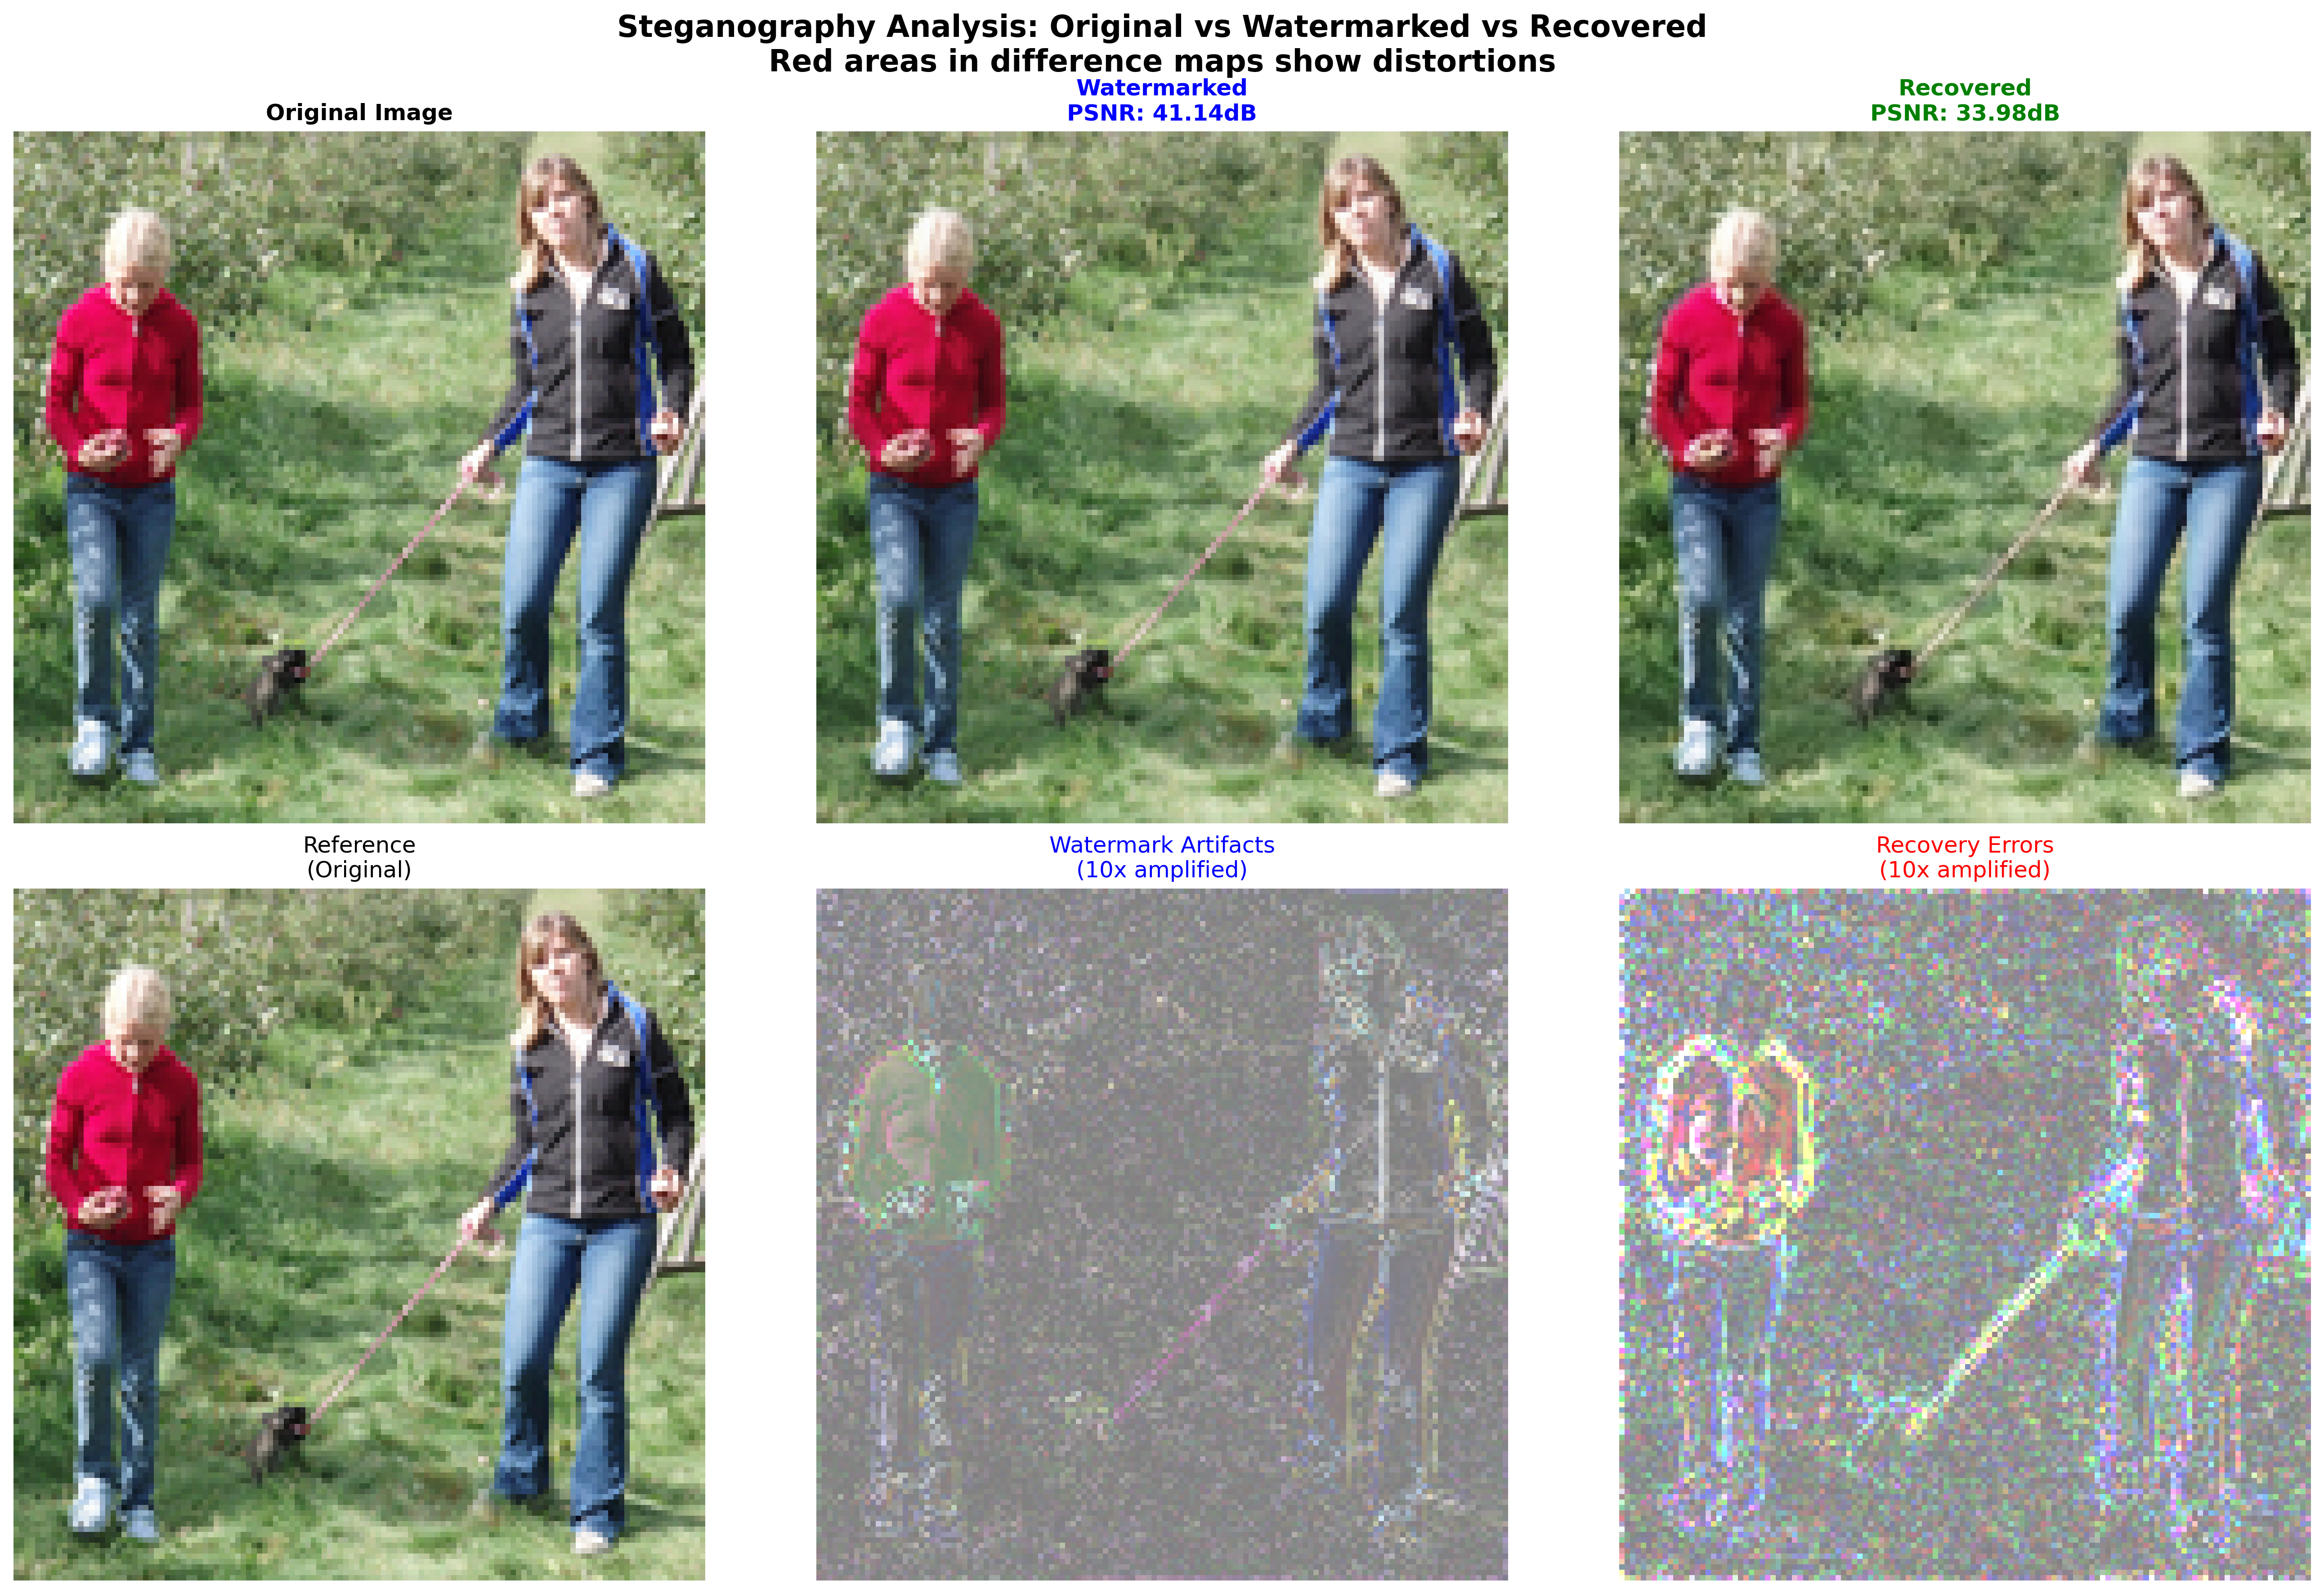 Steganography Analysis: Original vs Watermarked vs Recovered
Red areas in difference maps show distortions
Original Image
Watermarked
PSNR: 41.14dB
Recovered
PSNR: 33.98dB
Reference
(Original)
Watermark Artifacts
(10x amplified)
Recovery Errors
(10x amplified)